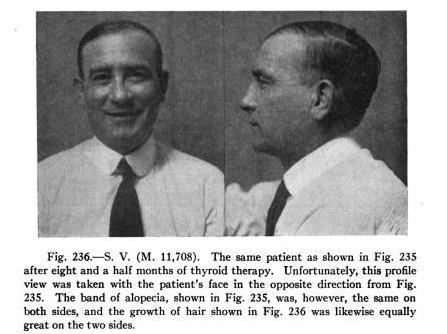 Fig. 236.—S. V. (M. 11,708). The same patient as shown in Fig. 235
after eight and a half months of thyroid therapy. Unfortunately, this profile
view was taken with the patient's face in the opposite direction from Fig.
235. The band of alopecia, shown in Fig. 235, was, however, the same on
both sides, and the growth of hair shown in Fig. 236 was likewise equally
great on the two sides.